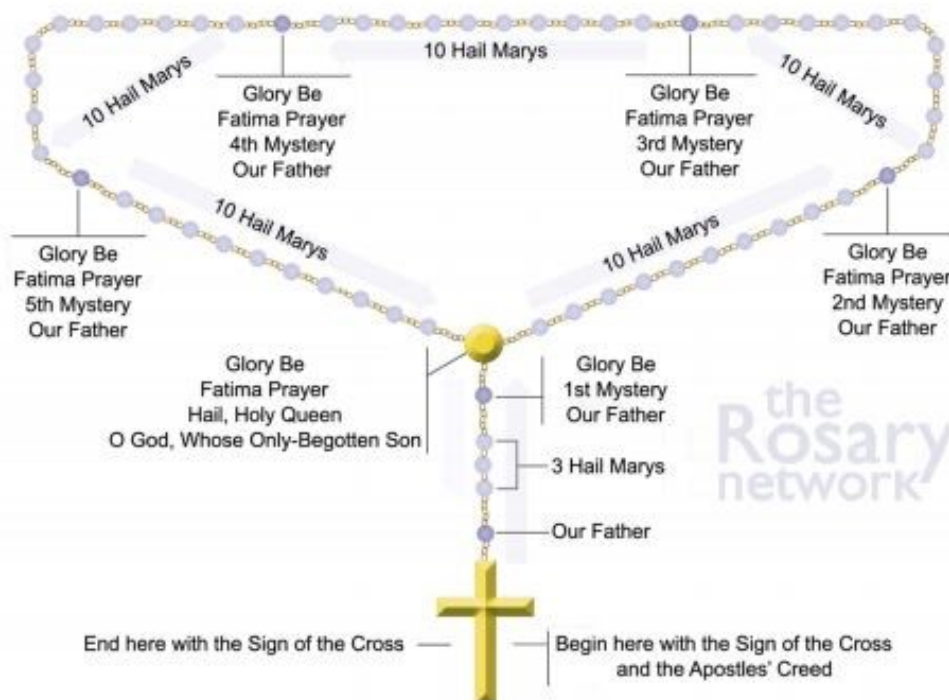 10 Hail Marys
10 Hail Marys
10 Hail Marys
Glory Be
Fatima Prayer
4th Mystery
Our Father
Glory Be
Fatima Prayer
3rd Mystery
Our Father
10 Hail Marys
10 Hail Marys
Glory Be
Fatima Prayer
5th Mystery
Our Father
Glory Be
Fatima Prayer
2nd Mystery
Our Father
Glory Be
Fatima Prayer
Hail, Holy Queen
O God, Whose Only-Begotten Son
Glory Be
1st Mystery
Our Father
the
Rosary
network
3 Hail Marys
Our Father
End here with the Sign of the Cross
Begin here with the Sign of the Cross
and the Apostles' Creed